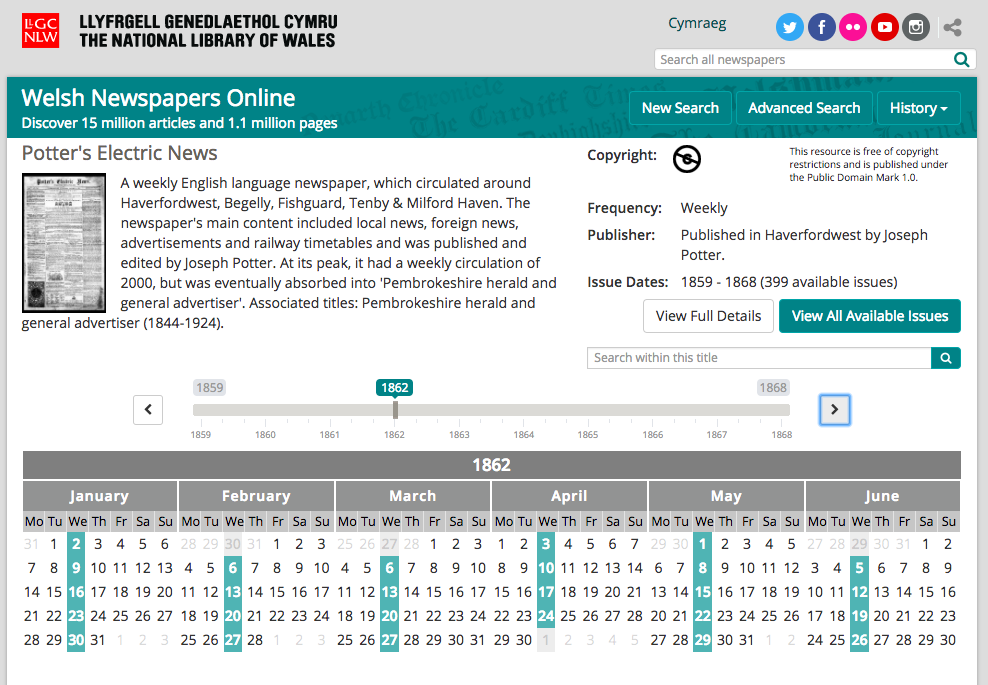 LlGC
NLW
LLYFRGELL GENEDLAETHOL CYMRU
THE NATIONAL LIBRARY OF WALES
Cymraeg
Search all newspapers
Welsh Newspapers Online
Discover 15 million articles and 1.1 million pages
New Search
Advanced Search
History
Potter's Electric News
A weekly English language newspaper, which circulated around
Haverfordwest, Begelly, Fishguard, Tenby & Milford Haven. The
newspaper's main content included local news, foreign news,
advertisements and railway timetables and was published and
edited by Joseph Potter. At its peak, it had a weekly circulation of
2000, but was eventually absorbed into 'Pembrokeshire herald and
general advertiser'. Associated titles: Pembrokeshire herald and
general advertiser (1844-1924).
Copyright:
This resource is free of copyright
restrictions and is published under
the Public Domain Mark 1.0.
Frequency: Weekly
Publisher: Published in Haverfordwest by Joseph
Potter.
Issue Dates: 1859 - 1868 (399 available issues)
View Full Details
View All Available Issues
Search within this title
1859 1862 1868
1859 1860 1861 1862 1863 1864 1865 1866 1867 1868
1862
January February March April May June
Mo Tu We Th Fr Sa Su Mo Tu We Th Fr Sa Su Mo Tu We Th Fr Sa Su Mo Tu We Th Fr Sa Su Mo Tu We Th Fr Sa Su Mo Tu We Th Fr Sa Su
31 1 2 3 4 5 6 28 29 30 31 1 2 3 25 26 27 28 1 2 3 1 2 3 4 5 6 7 29 30 1 2 3 4 5 27 28 29 30 31 1 2
7 8 9 10 11 12 13 4 5 6 7 8 9 10 4 5 6 7 8 9 10 8 9 10 11 12 13 14 6 7 8 9 10 11 12 3 4 5 6 7 8 9
14 15 16 17 18 19 20 11 12 13 14 15 16 17 11 12 13 14 15 16 17 15 16 17 18 19 20 21 13 14 15 16 17 18 19 10 11 12 13 14 15 16
21 22 23 24 25 26 27 18 19 20 21 22 23 24 18 19 20 21 22 23 24 22 23 24 25 26 27 28 20 21 22 23 24 25 26 17 18 19 20 21 22 23
28 29 30 31 1 2 3 25 26 27 28 1 2 3 25 26 27 28 29 30 31 29 30 1 2 3 4 5 27 28 29 30 31 1 2 24 25 26 27 28 29 30